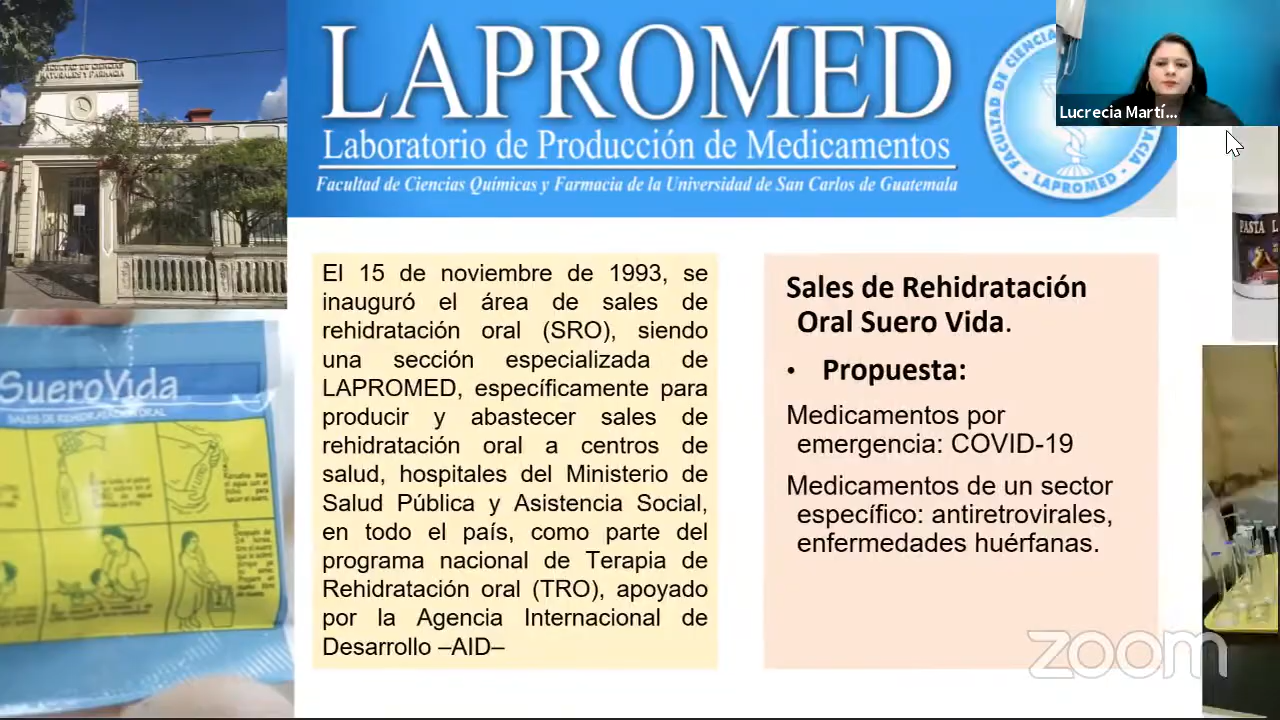 FACULTAD DE CIENCIAS
NATURALES Y FARMACIA
LAPROMED
Laboratorio de Producción de Medicamentos
Facultad de Ciencias Químicas y Farmacia de la Universidad de San Carlos de Guatemala
FACULTAD DE CIENCIA
LAPROMED
Lucrecia Martí...
PASTA
SueroVida
SALES DE REHIDRATACIÓN ORAL
El 15 de noviembre de 1993, se
inauguró el área de sales de
rehidratación oral (SRO), siendo
una sección especializada de
LAPROMED, específicamente para
producir y abastecer sales de
rehidratación oral a centros de
salud, hospitales del Ministerio de
Salud Pública y Asistencia Social,
en todo el país, como parte del
programa nacional de Terapia de
Rehidratación oral (TRO), apoyado
por la Agencia Internacional de
Desarrollo –AID–
Sales de Rehidratación
Oral Suero Vida.
• Propuesta:
Medicamentos por
emergencia: COVID-19
Medicamentos de un sector
específico: antiretrovirales,
enfermedades huérfanas.
zoom